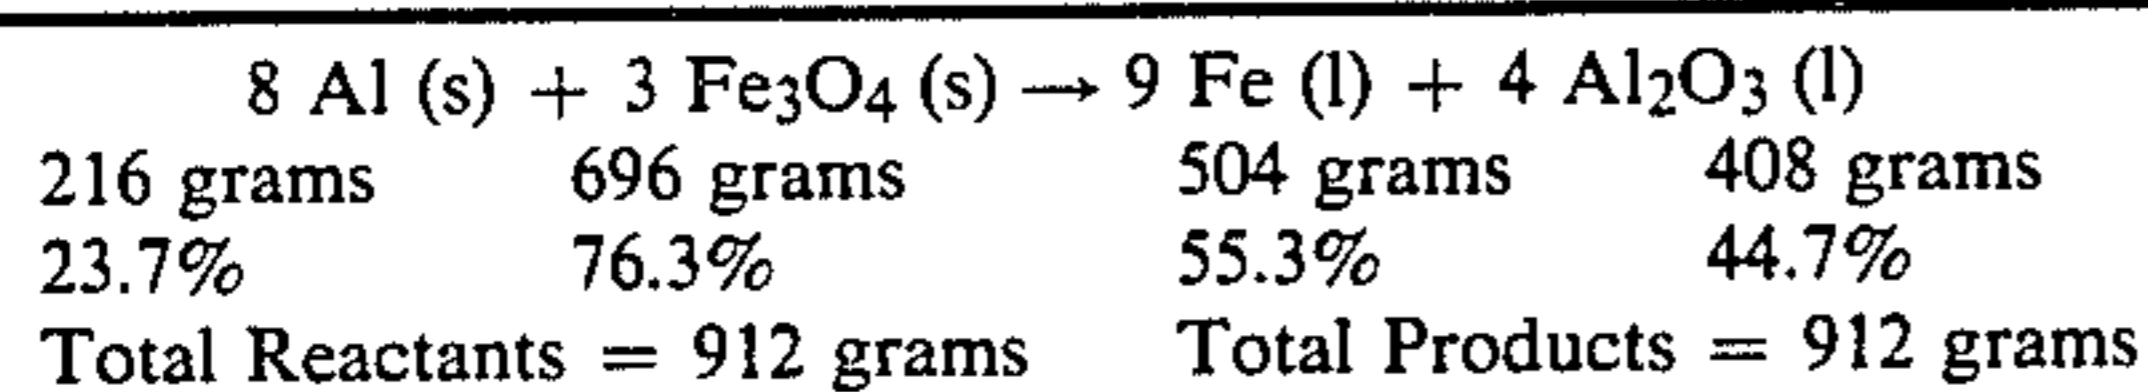 8 Al (s) + 3 Fe3O4 (s) → 9 Fe (l) + 4 Al2O3 (l)
216 grams 696 grams 504 grams 408 grams
23.7% 76.3% 55.3% 44.7%
Total Reactants = 912 grams Total Products = 912 grams